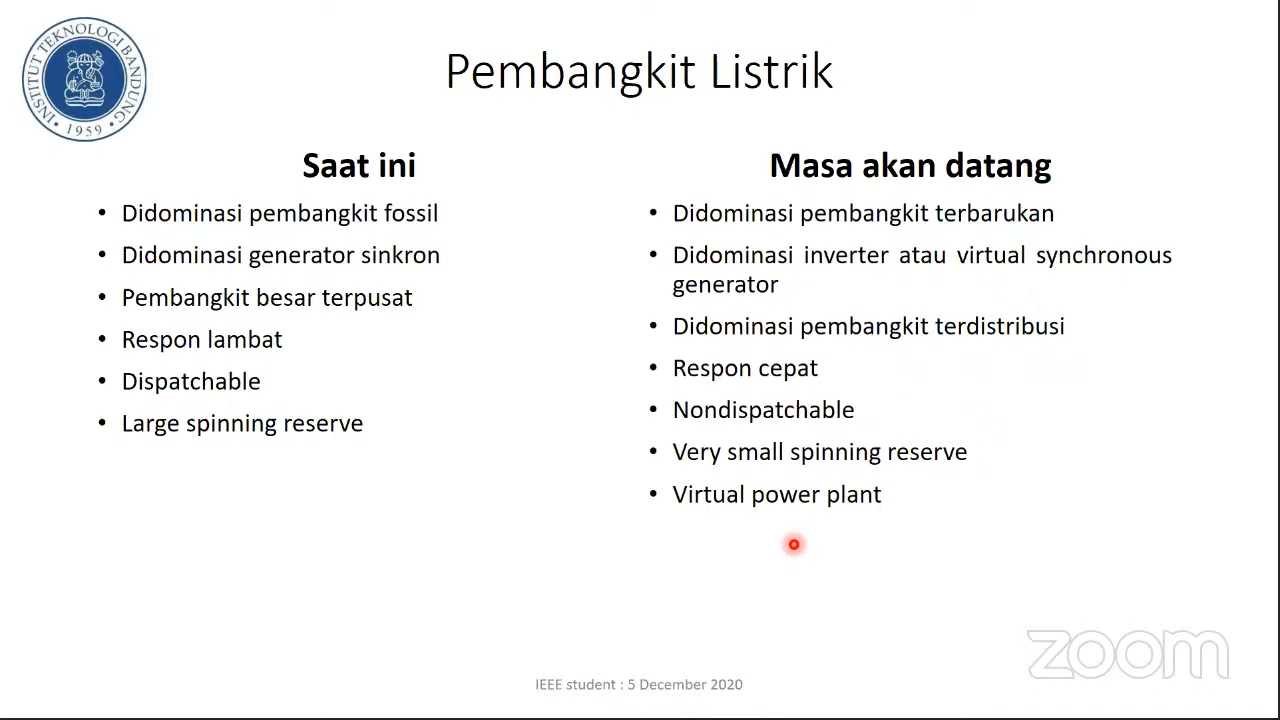 INSTITUT TEKNOLOGI BANDUNG
• 1959 •
Pembangkit Listrik
Saat ini
• Didominasi pembangkit fossil
• Didominasi generator sinkron
• Pembangkit besar terpusat
• Respon lambat
• Dispatchable
• Large spinning reserve
Masa akan datang
• Didominasi pembangkit terbarukan
• Didominasi inverter atau virtual synchronous
generator
• Didominasi pembangkit terdistribusi
• Respon cepat
• Nondispatchable
• Very small spinning reserve
• Virtual power plant
zoom
IEEE student : 5 December 2020